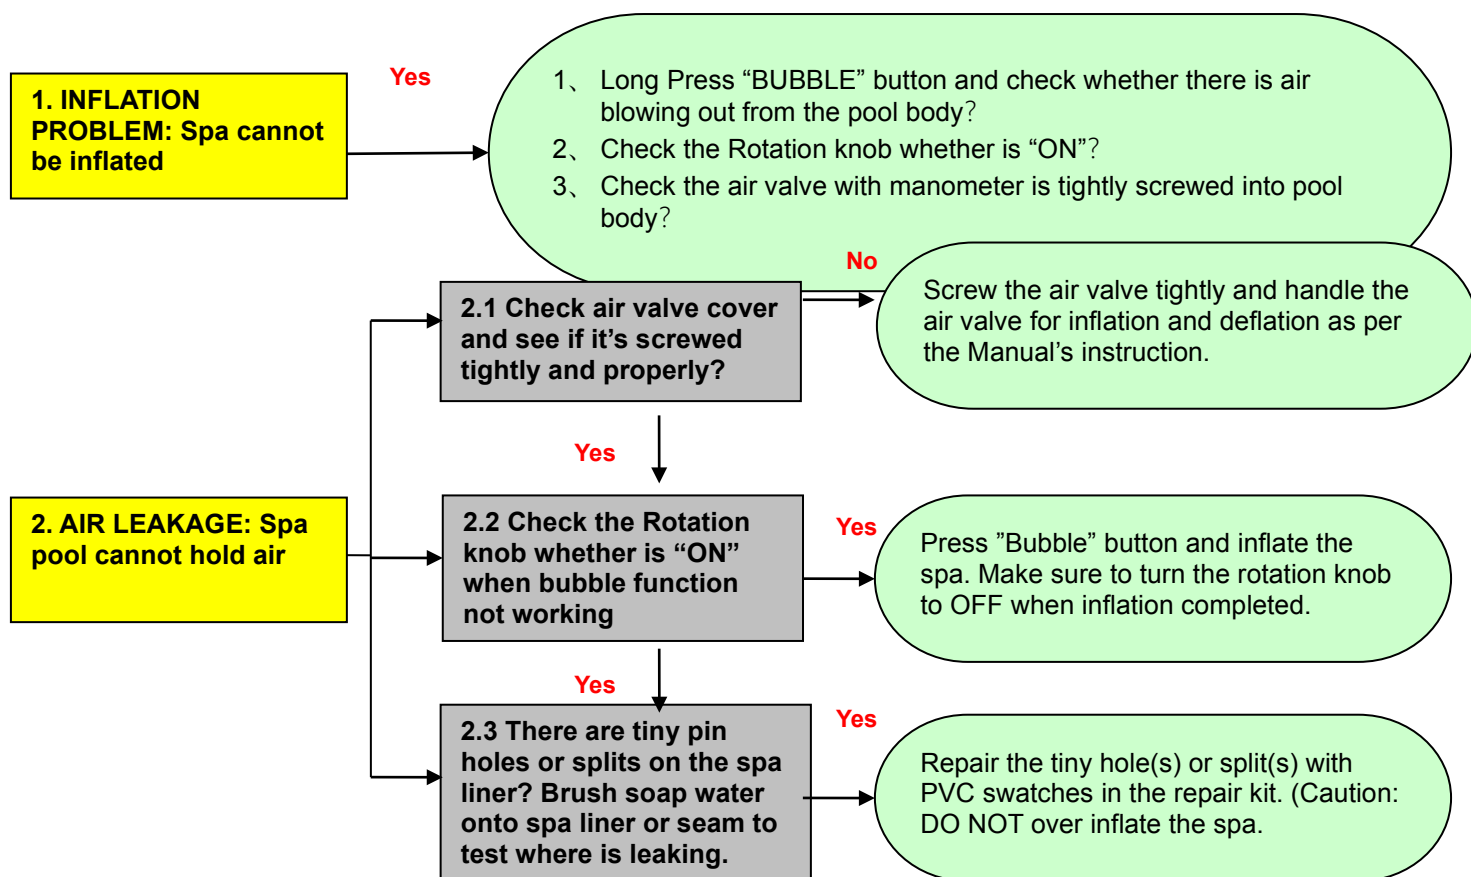 1. INFLATION
PROBLEM: Spa cannot
be inflated
Yes
1、 Long Press “BUBBLE” button and check whether there is air
blowing out from the pool body？
2、 Check the Rotation knob whether is “ON”？
3、 Check the air valve with manometer is tightly screwed into pool
body？
2.1 Check air valve cover
and see if it’s screwed
tightly and properly?
No
Screw the air valve tightly and handle the
air valve for inflation and deflation as per
the Manual’s instruction.
Yes
2. AIR LEAKAGE: Spa
pool cannot hold air
2.2 Check the Rotation
knob whether is “ON”
when bubble function
not working
Yes
Press ”Bubble” button and inflate the
spa. Make sure to turn the rotation knob
to OFF when inflation completed.
Yes
2.3 There are tiny pin
holes or splits on the spa
liner? Brush soap water
onto spa liner or seam to
test where is leaking.
Yes
Repair the tiny hole(s) or split(s) with
PVC swatches in the repair kit. (Caution:
DO NOT over inflate the spa.